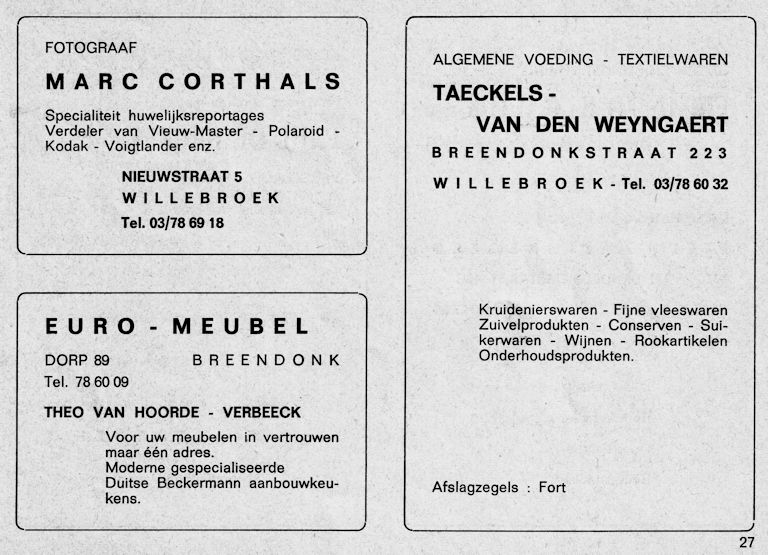 FOTOGRAAF
MARC CORTHALS
Specialiteit huwelijksreportages
Verdeler van Vieuw-Master - Polaroid -
Kodak - Voigtlander enz.
NIEUWSTRAAT 5
WILLEBROEK
Tel. 03/78 69 18
EURO - MEUBEL
DORP 89 BREENDONK
Tel. 78 60 09
THEO VAN HOORDE - VERBEECK
Voor uw meubelen in vertrouwen
maar één adres.
Moderne gespecialiseerde
Duitse Beckermann aanbouwkeu-
kens.
ALGEMENE VOEDING - TEXTIELWAREN
TAECKELS -
VAN DEN WEYNGAERT
BREENDONKSTRAAT 223
WILLEBROEK - Tel. 03/78 60 32
Kruidenierswaren - Fijne vleeswaren
Zuivelprodukten - Conserven - Sui-
kerwaren - Wijnen - Rookartikelen
Onderhoudsprodukten.
Afslagzegels : Fort
27